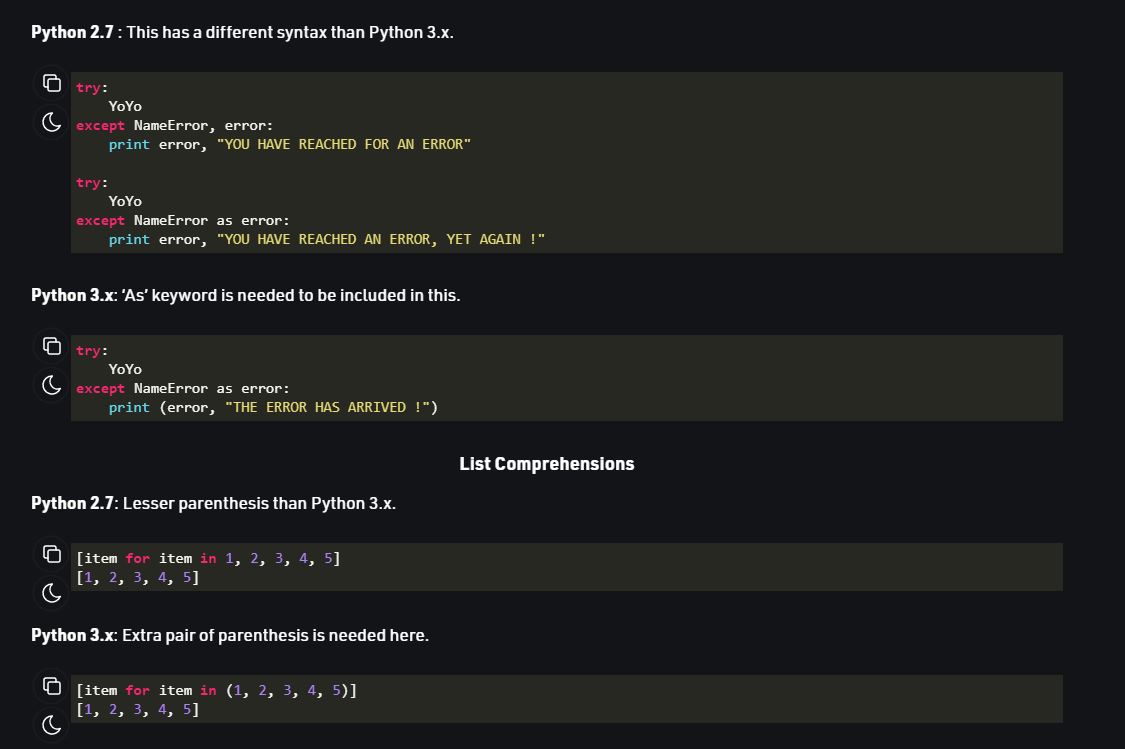 Python 2.7 : This has a different syntax than Python 3.x.
try:
    YoYo
except NameError, error:
    print error, "YOU HAVE REACHED FOR AN ERROR"
try:
    YoYo
except NameError as error:
    print error, "YOU HAVE REACHED AN ERROR, YET AGAIN !"
Python 3.x: ‘As’ keyword is needed to be included in this.
try:
    YoYo
except NameError as error:
    print (error, "THE ERROR HAS ARRIVED !")
List Comprehensions
Python 2.7: Lesser parenthesis than Python 3.x.
[item for item in 1, 2, 3, 4, 5]
[1, 2, 3, 4, 5]
Python 3.x: Extra pair of parenthesis is needed here.
[item for item in (1, 2, 3, 4, 5)]
[1, 2, 3, 4, 5]